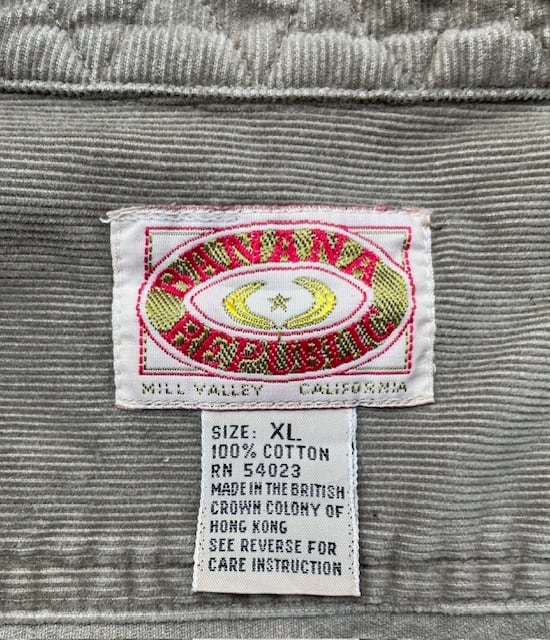 BANANA
REPUBLIC
MILL VALLEY CALIFORNIA
SIZE: XL
100% COTTON
RN 54023
MADE IN THE BRITISH
CROWN COLONY OF
HONG KONG
SEE REVERSE FOR
CARE INSTRUCTION